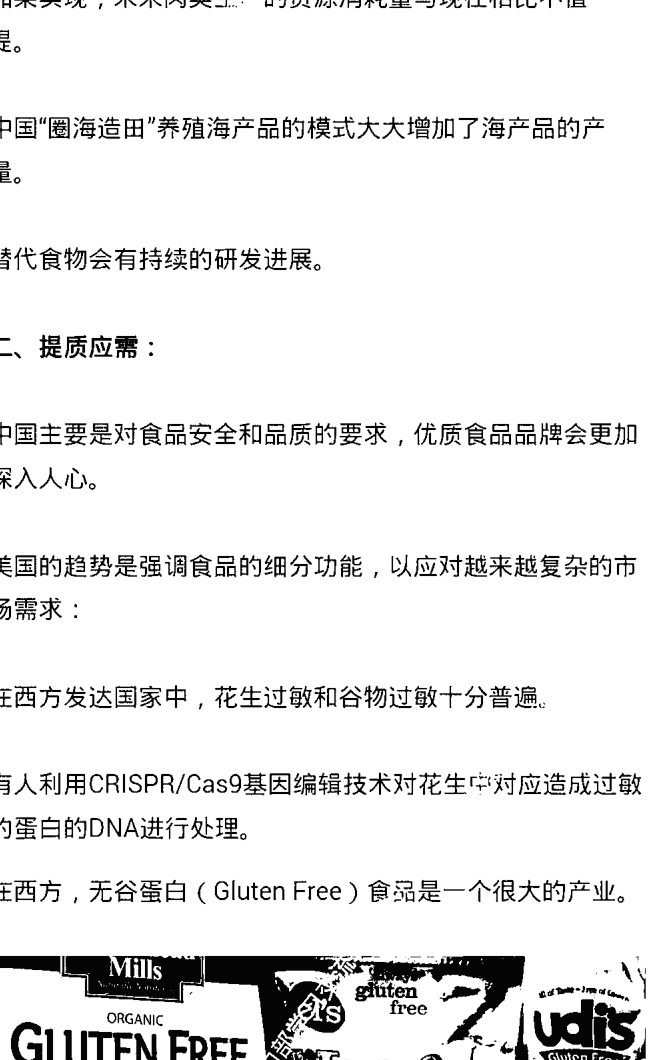 未来肉类生产的资源消耗量与现在相比不值
提。
中国“圈海造田”养殖海产品的模式大大增加了海产品的产
量。
替代食物会有持续的研发进展。
二、提质应需：
中国主要是对食品安全和品质的要求，优质食品品牌会更加
深入人心。
美国的趋势是强调食品的细分功能，以应对越来越复杂的市
场需求：
在西方发达国家中，花生过敏和谷物过敏十分普遍。
有人利用CRISPR/Cas9基因编辑技术对花生中对应造成过敏
的蛋白的DNA进行处理。
在西方，无谷蛋白（Gluten Free）食品是一个很大的产业。
Mills
ORGANIC
GLUTEN FREE
gluten
free
udi's
Gluten Free